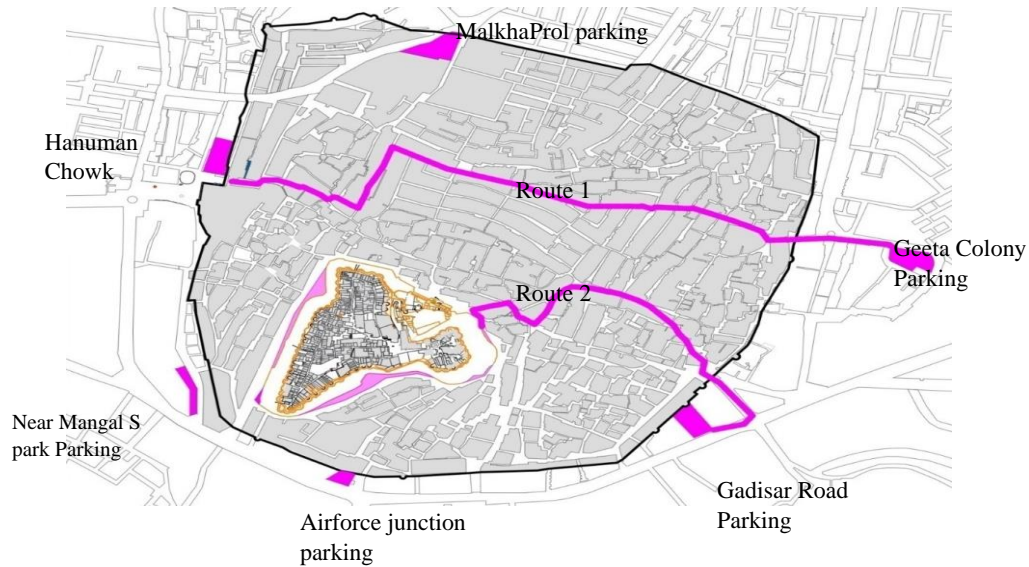 MalkhaProl parking
Hanuman
Chowk
Route 1
Geeta Colony
Parking
Route 2
Near Mangal S
park Parking
Gadisar Road
Parking
Airforce junction
parking